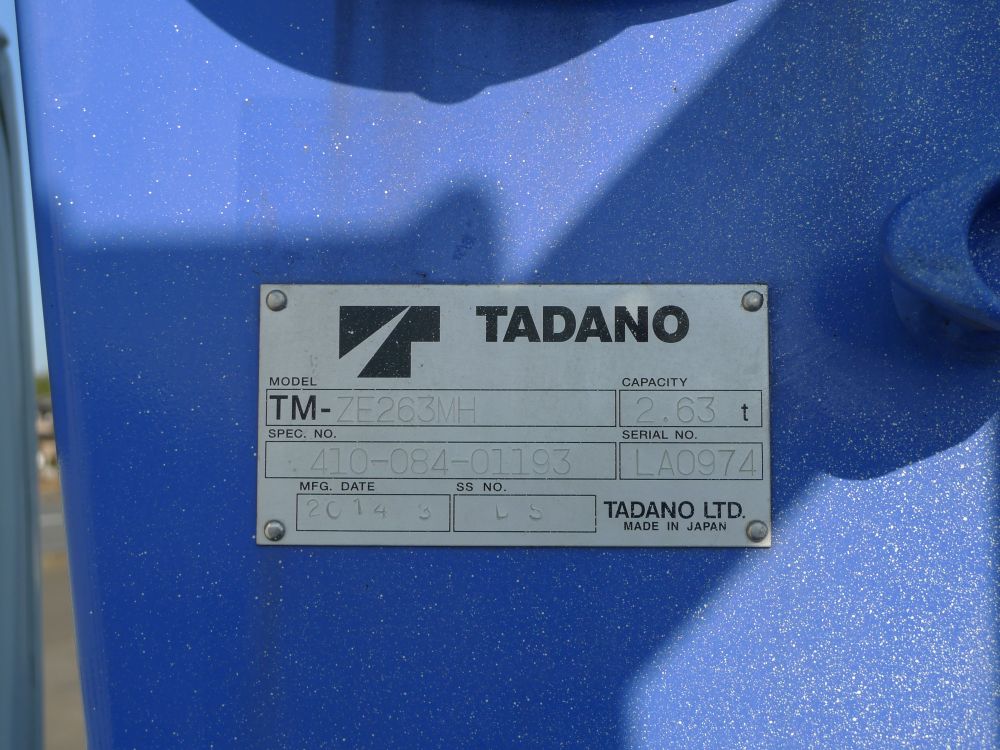 TADANO
MODEL CAPACITY
TM-ZE263MH 2.63 t
SPEC. NO. SERIAL NO.
410-084-01193 LA0974
MFG. DATE SS NO.
2014 3
TADANO LTD.
MADE IN JAPAN